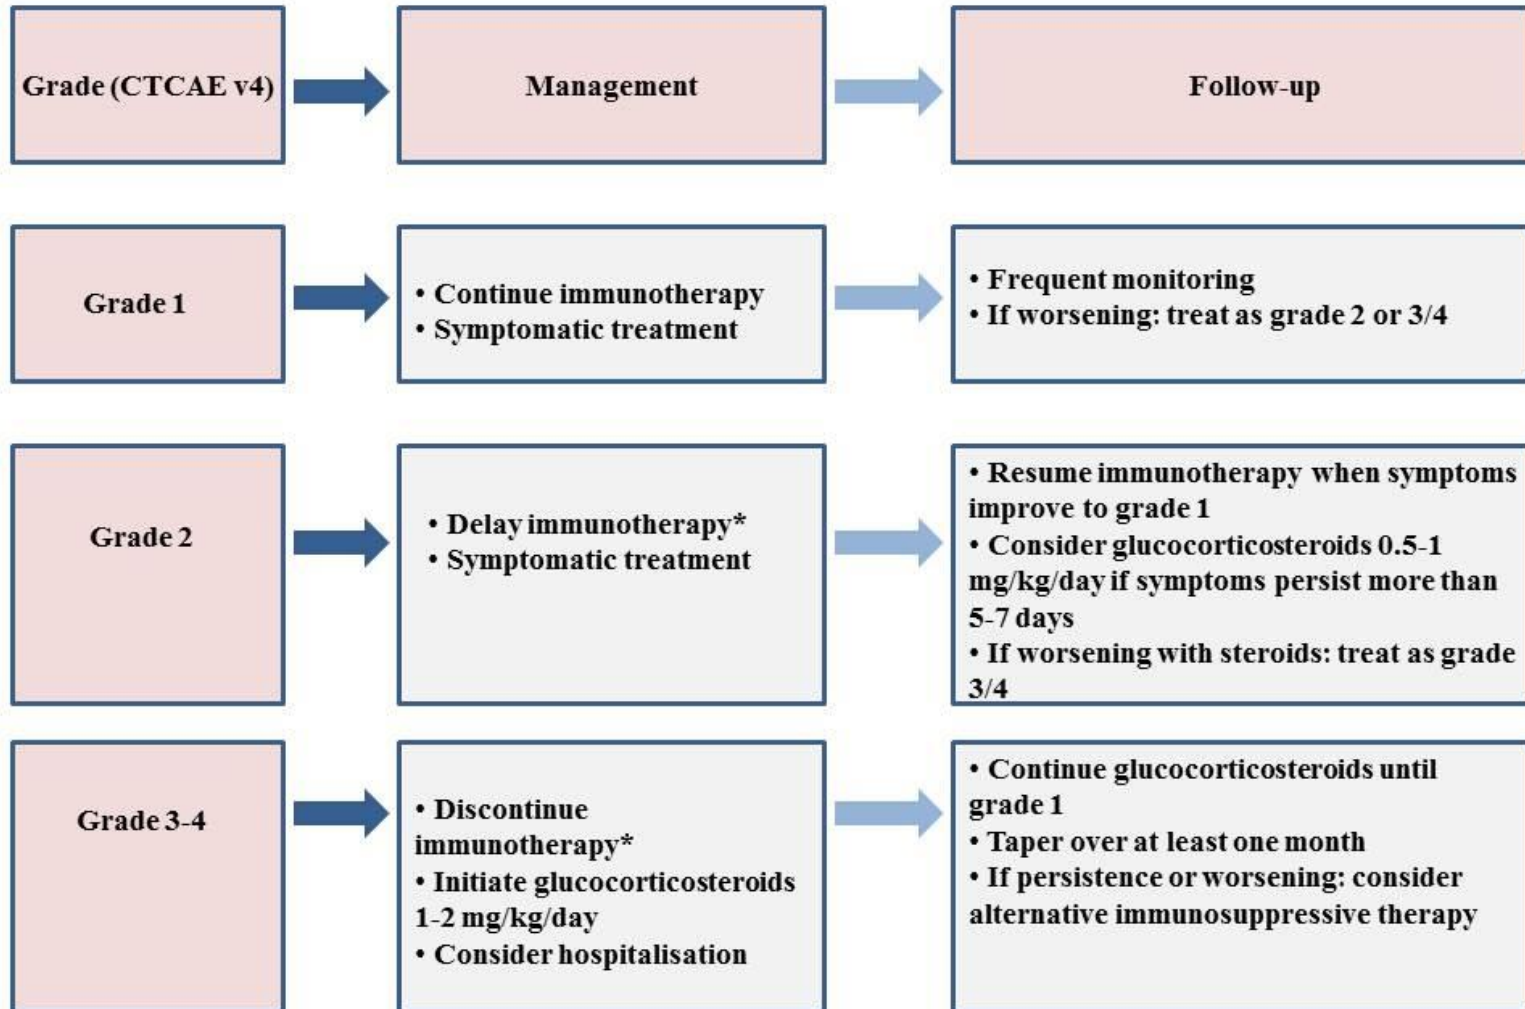 Grade (CTCAE v4)
Management
Follow-up
Grade 1
• Continue immunotherapy
• Symptomatic treatment
• Frequent monitoring
• If worsening: treat as grade 2 or 3/4
Grade 2
• Delay immunotherapy*
• Symptomatic treatment
• Resume immunotherapy when symptoms
improve to grade 1
• Consider glucocorticosteroids 0.5-1
mg/kg/day if symptoms persist more than
5-7 days
• If worsening with steroids: treat as grade
3/4
Grade 3-4
• Discontinue
immunotherapy*
• Initiate glucocorticosteroids
1-2 mg/kg/day
• Consider hospitalisation
• Continue glucocorticosteroids until
grade 1
• Taper over at least one month
• If persistence or worsening: consider
alternative immunosuppressive therapy